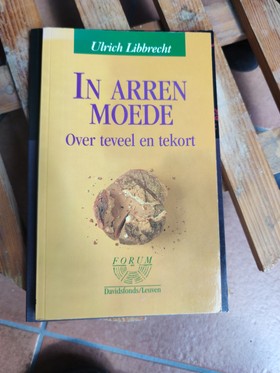 Ulrich Libbrecht
IN ARREN
MOEDE
Over teveel en tekort
FORUM
Davidsfonds/Leuven